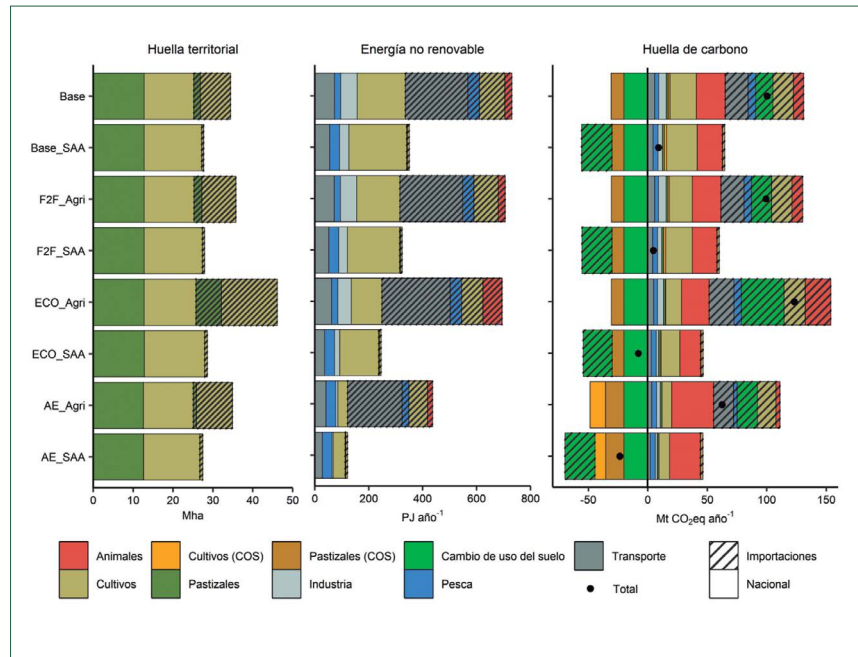 Huella territorial
Energía no renovable
Huella de carbono
Base
Base_SAA
F2F_Agri
F2F_SAA
ECO_Agri
ECO_SAA
AE_Agri
AE_SAA
0 10 20 30 40 50
0 200 400 600 800
-50 0 50 100 150
Mha
PJ año⁻¹
Mt CO₂eq año⁻¹
Animales
Cultivos (COS)
Pastizales (COS)
Cambio de uso del suelo
Transporte
Importaciones
Cultivos
Pastizales
Industria
Pesca
Total
Nacional